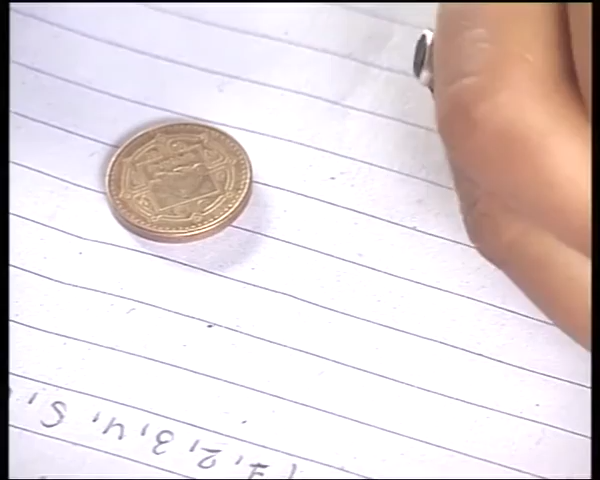 1, 2, 3, 4, 5,